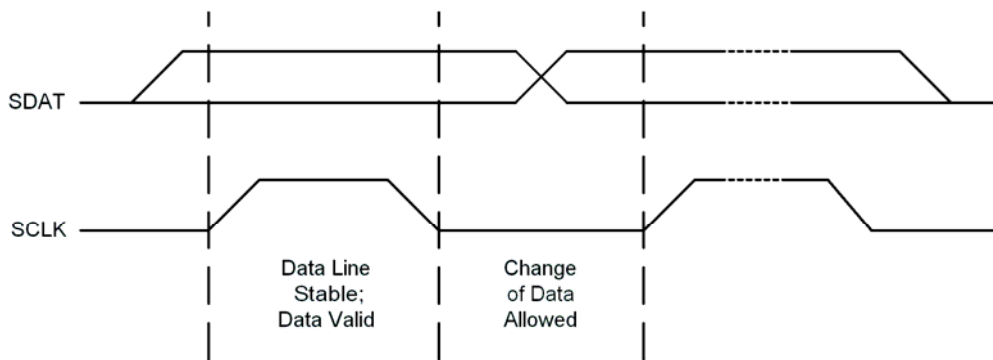 SDAT
SCLK
Data Line
Stable;
Data Valid
Change
of Data
Allowed